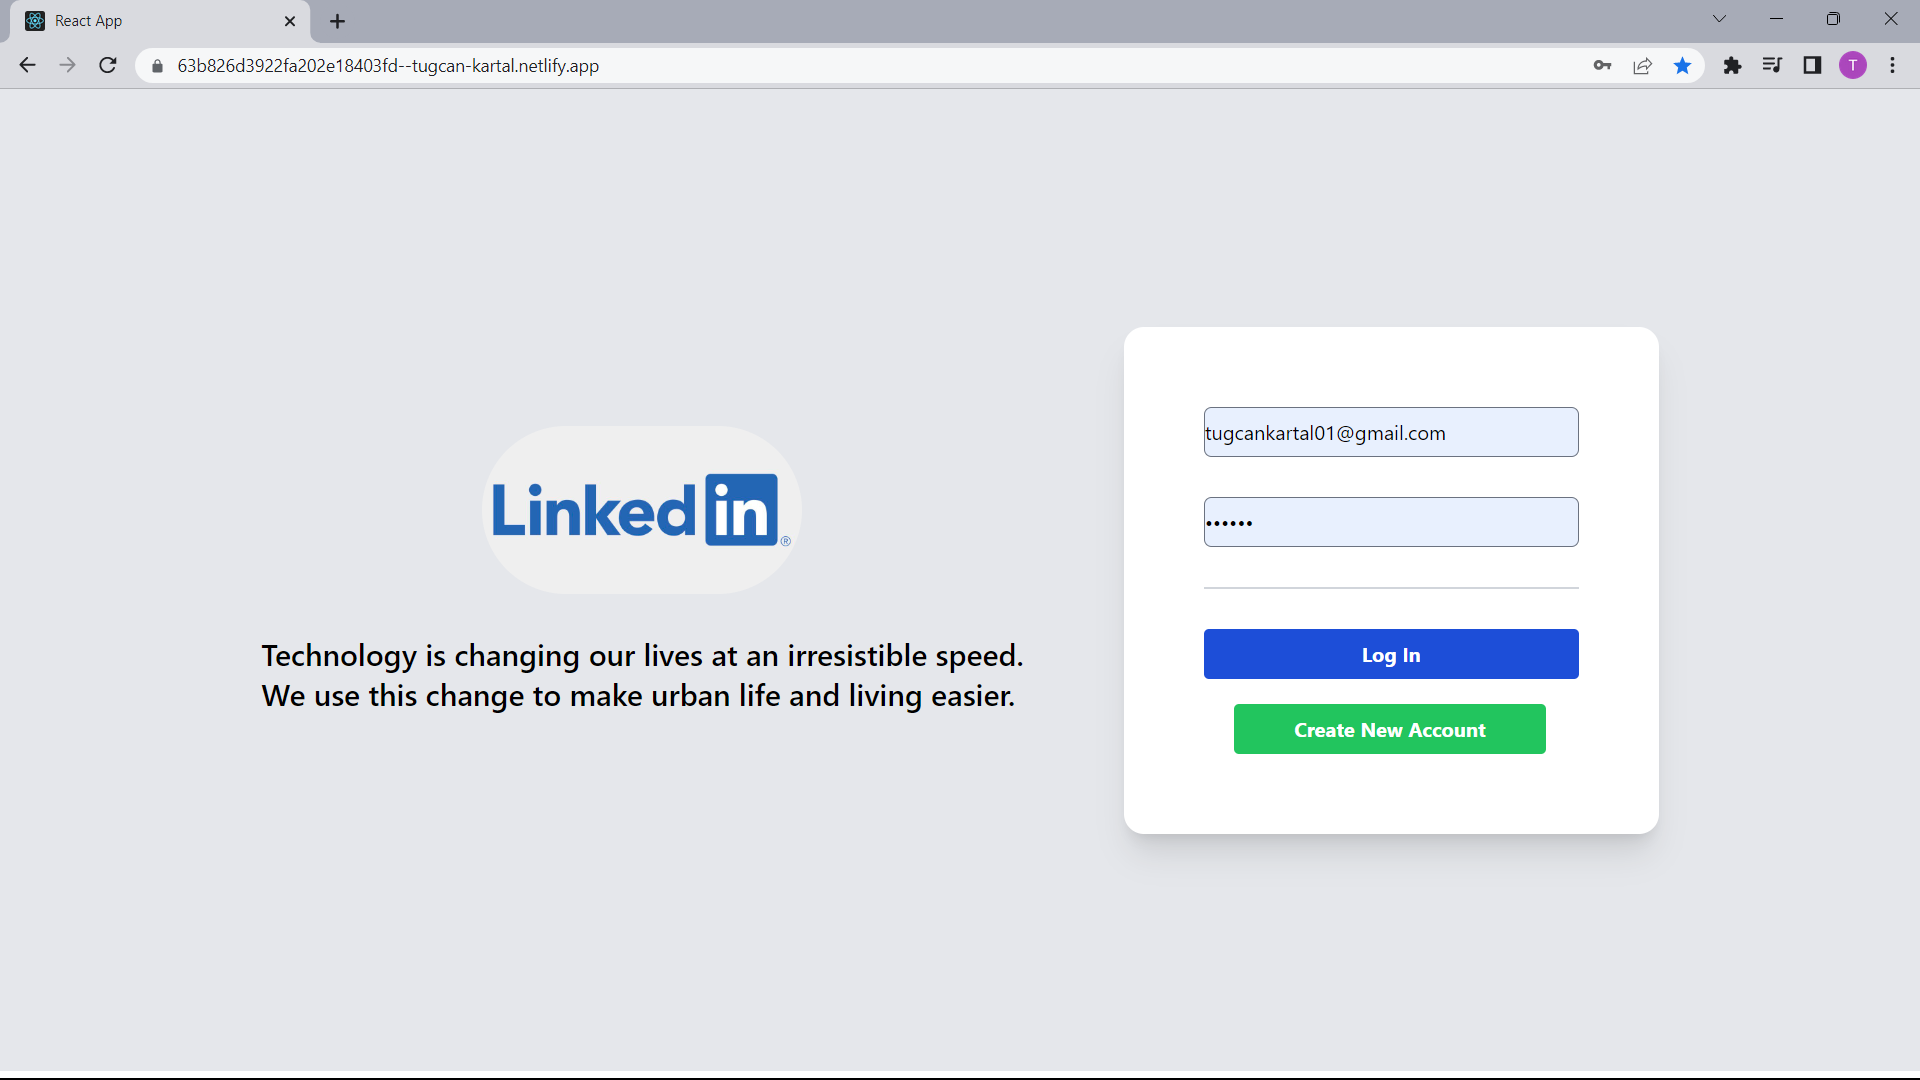 React App
63b826d3922fa202e18403fd--tugcan-kartal.netlify.app
T
Linked in ®
Technology is changing our lives at an irresistible speed.
We use this change to make urban life and living easier.
tugcankartal01@gmail.com
••••••
Log In
Create New Account